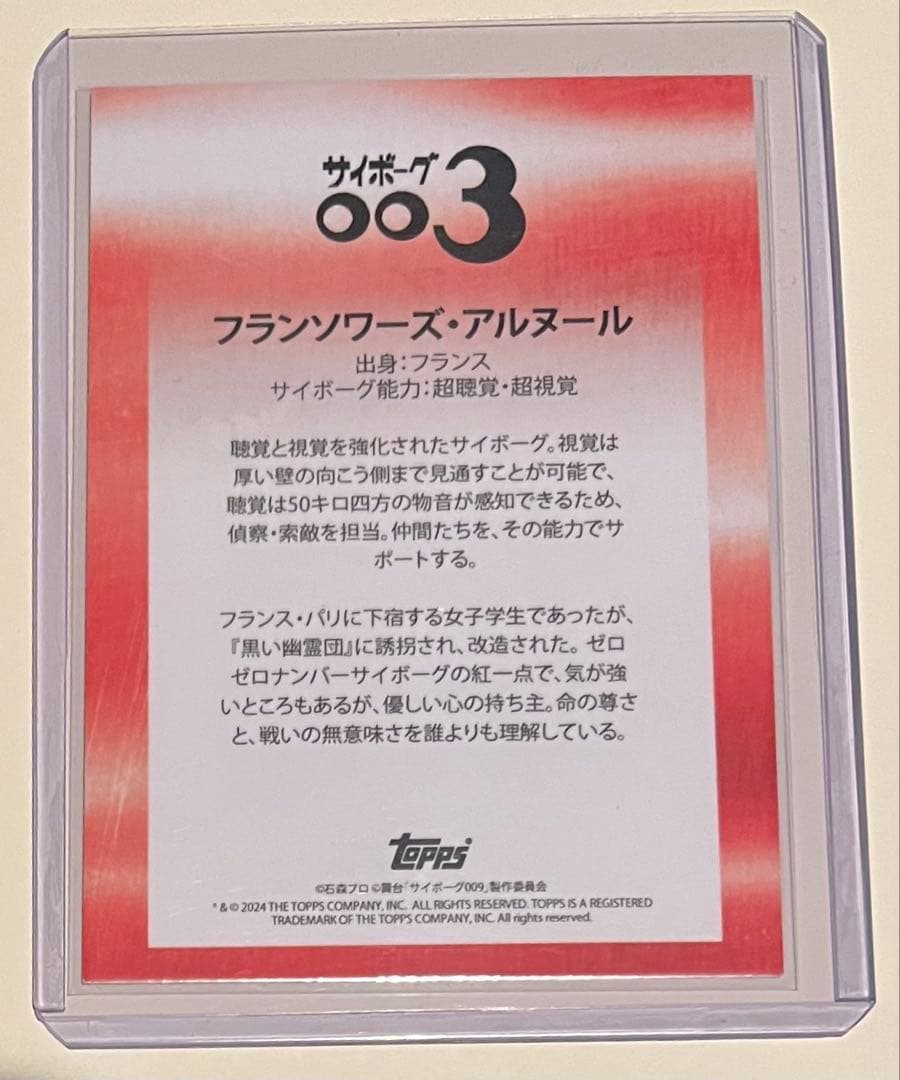 サイボーグ
003
フランソワーズ・アルヌール
出身：フランス
サイボーグ能力：超聴覚・超視覚
聴覚と視覚を強化されたサイボーグ。視覚は
厚い壁の向こう側まで見通すことが可能で、
聴覚は50キロ四方の物音が感知できるため、
偵察・索敵を担当。仲間たちを、その能力でサ
ポートする。
フランス・パリに下宿する女子学生であったが、
『黒い幽霊団』に誘拐され、改造された。ゼロ
ゼロナンバーサイボーグの紅一点で、気が強
いところもあるが、優しい心の持ち主。命の尊さ
と、戦いの無意味さを誰よりも理解している。
topps
©石森プロ ©舞台「サイボーグ009」製作委員会
® & © 2024 THE TOPPS COMPANY, INC. ALL RIGHTS RESERVED. TOPPS IS A REGISTERED
TRADEMARK OF THE TOPPS COMPANY, INC. All rights reserved.